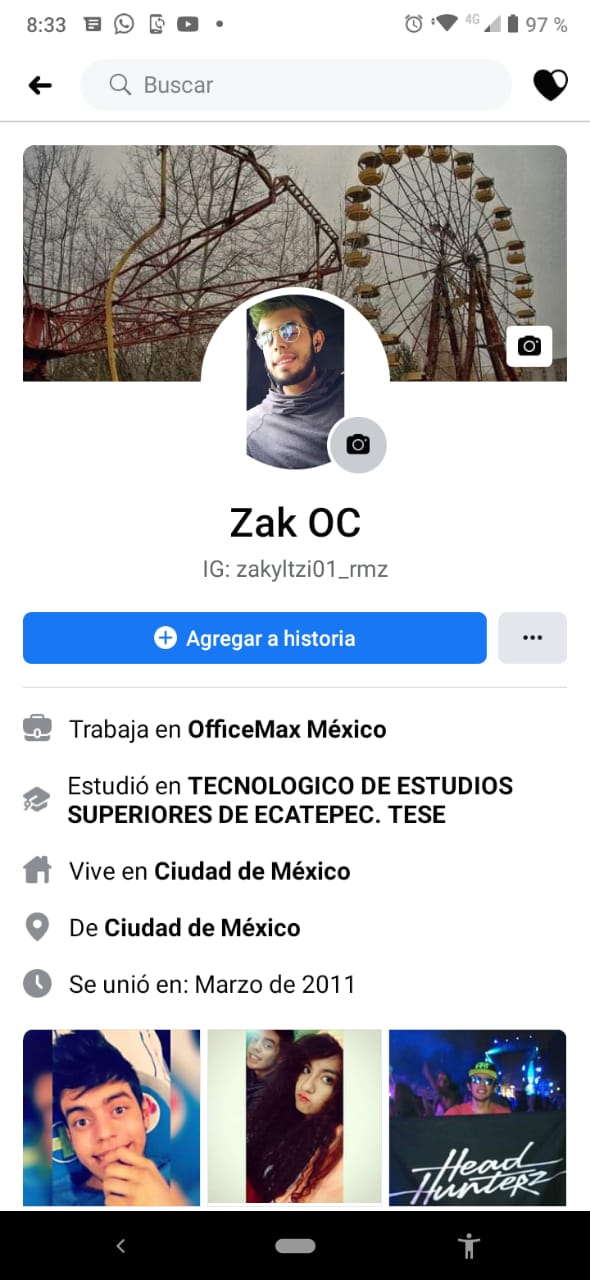 8:33
4G
97 %
Buscar
Zak OC
IG: zakyltzi01_rmz
Agregar a historia
Trabaja en OfficeMax México
Estudió en TECNOLOGICO DE ESTUDIOS
SUPERIORES DE ECATEPEC. TESE
Vive en Ciudad de México
De Ciudad de México
Se unió en: Marzo de 2011
Head
Hunterz